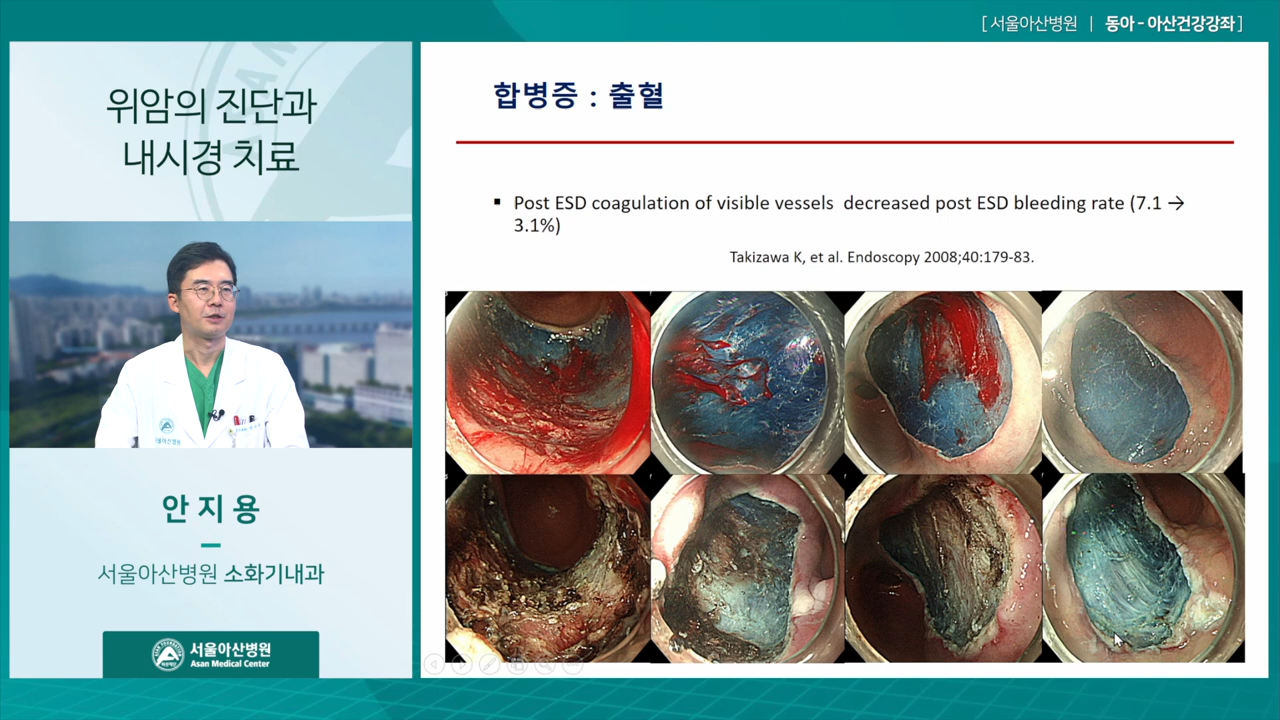 [ 서울아산병원 | 동아 - 아산건강강좌 ]
위암의 진단과
내시경 치료
합병증 : 출혈
▪ Post ESD coagulation of visible vessels decreased post ESD bleeding rate (7.1 →
3.1%)
Takizawa K, et al. Endoscopy 2008;40:179-83.
안 지 용
서울아산병원 소화기내과
서울아산병원
Asan Medical Center